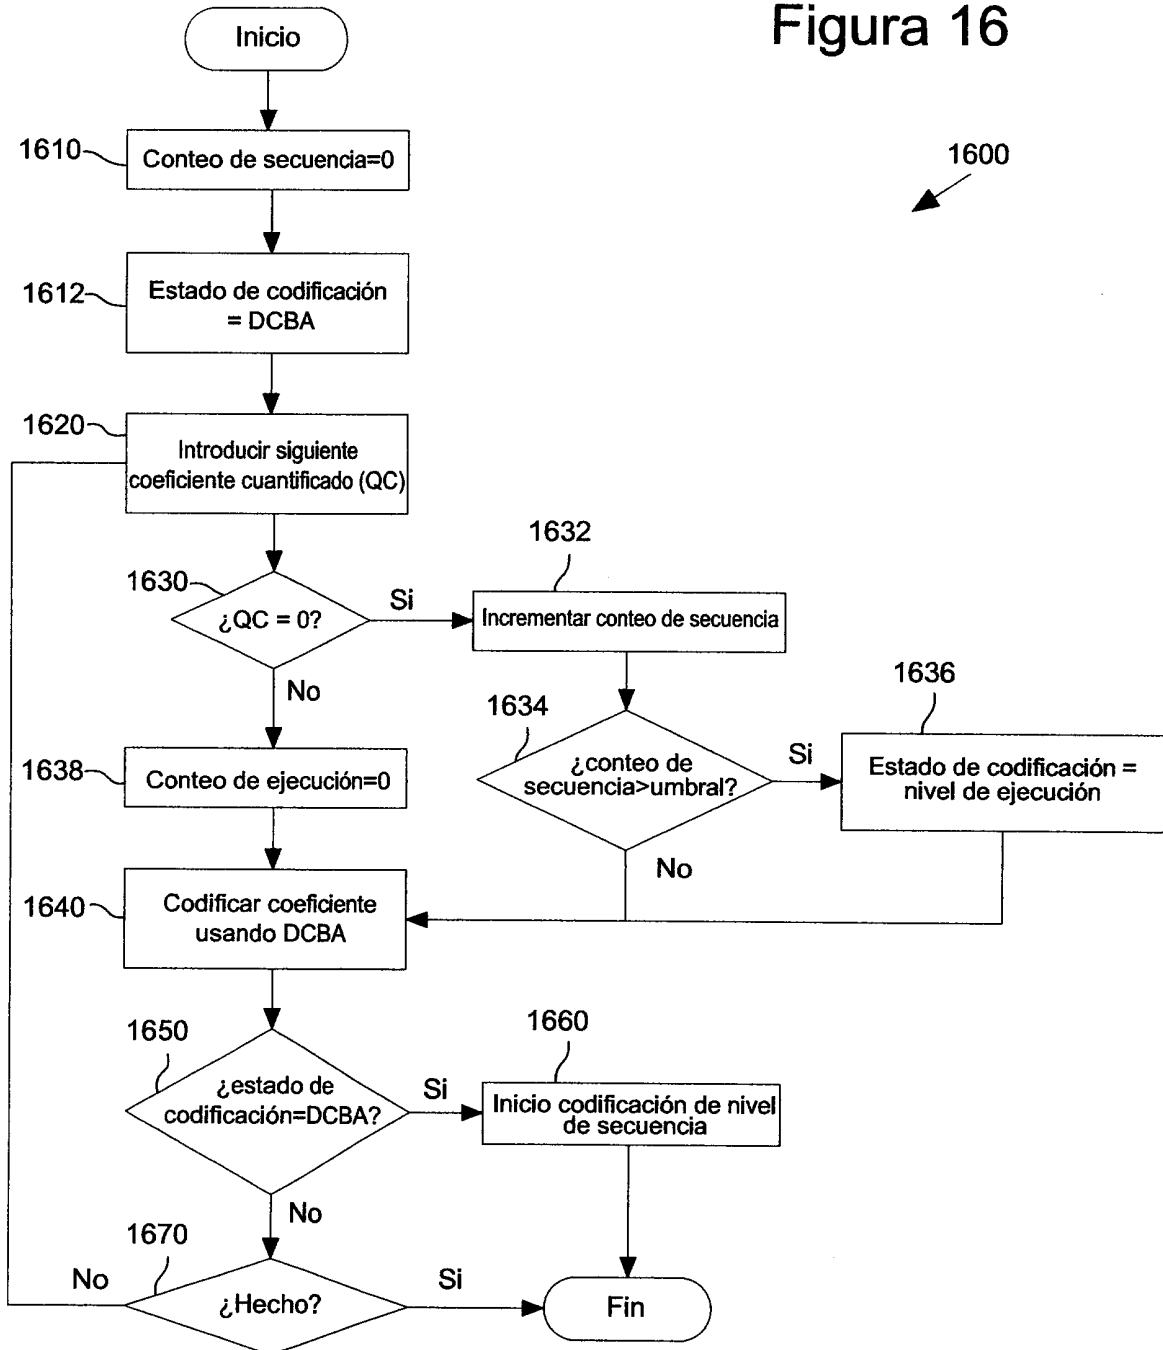 Figura 16
Inicio
1600
1610
Conteo de secuencia=0
1612
Estado de codificación
= DCBA
1620
Introducir siguiente
coeficiente cuantificado (QC)
1630
¿QC = 0?
Si
No
1632
Incrementar conteo de secuencia
1634
¿conteo de
secuencia>umbral?
Si
No
1636
Estado de codificación =
nivel de ejecución
1638
Conteo de ejecución=0
1640
Codificar coeficiente
usando DCBA
1650
¿estado de
codificación=DCBA?
Si
No
1660
Inicio codificación de nivel
de secuencia
1670
¿Hecho?
No
Si
Fin